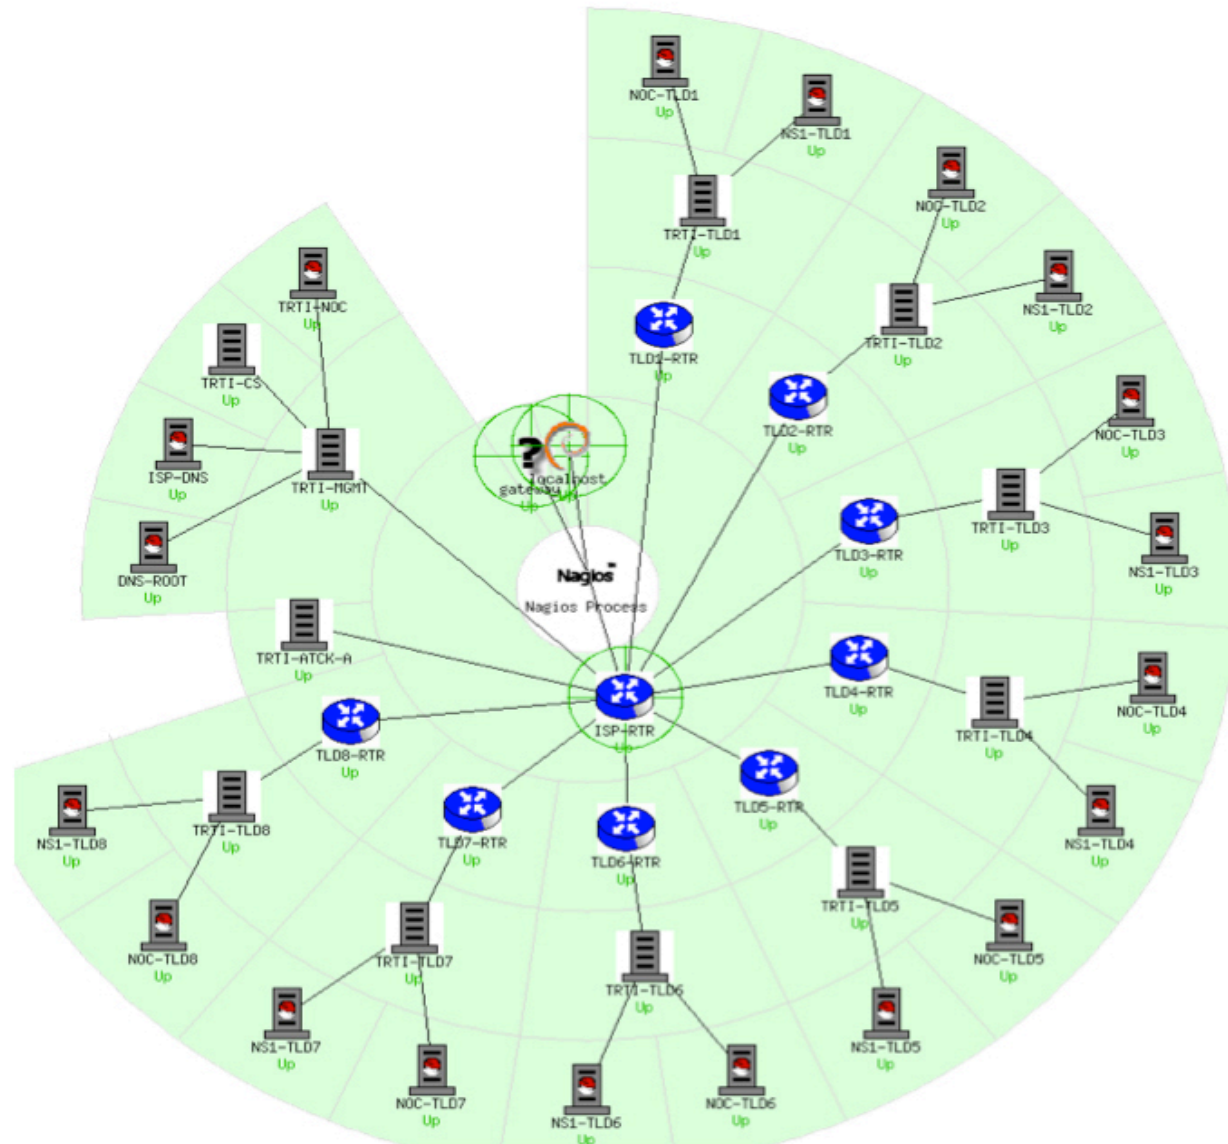 NOC-TLD1
Up
NS1-TLD1
Up
TRTI-TLD1
Up
TLD1-RTR
Up
NOC-TLD2
Up
NS1-TLD2
Up
TRTI-TLD2
Up
TLD2-RTR
Up
NOC-TLD3
Up
NS1-TLD3
Up
TRTI-TLD3
Up
TLD3-RTR
Up
TRTI-NOC
Up
TRTI-CS
Up
ISP-DNS
Up
TRTI-MGMT
Up
DNS-ROOT
Up
?
localhost
Up
gateway
Up
Nagios™
Nagios Process
TRTI-ATCK-A
Up
ISP-RTR
Up
TLD4-RTR
Up
TRTI-TLD4
Up
NOC-TLD4
Up
NS1-TLD4
Up
TLD5-RTR
Up
TRTI-TLD5
Up
NOC-TLD5
Up
NS1-TLD5
Up
TLD6-RTR
Up
TRTI-TLD6
Up
NS1-TLD6
Up
NOC-TLD6
Up
TLD7-RTR
Up
TRTI-TLD7
Up
NS1-TLD7
Up
NOC-TLD7
Up
TLD8-RTR
Up
TRTI-TLD8
Up
NS1-TLD8
Up
NOC-TLD8
Up